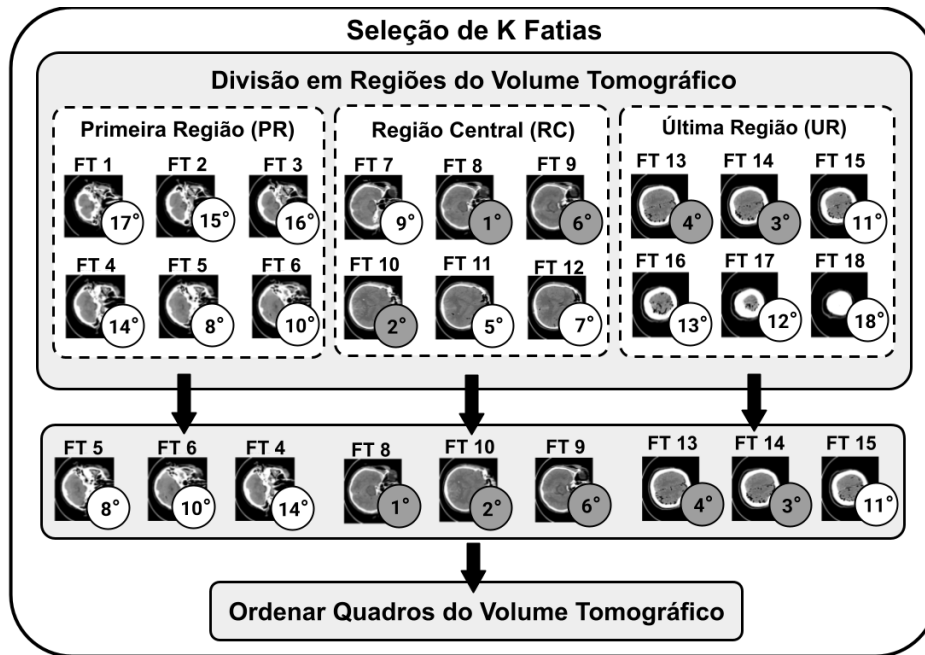 Seleção de K Fatias
Divisão em Regiões do Volume Tomográfico
Primeira Região (PR)
FT 1 FT 2 FT 3
17° 15° 16°
FT 4 FT 5 FT 6
14° 8° 10°
Região Central (RC)
FT 7 FT 8 FT 9
9° 1° 6°
FT 10 FT 11 FT 12
2° 5° 7°
Última Região (UR)
FT 13 FT 14 FT 15
4° 3° 11°
FT 16 FT 17 FT 18
13° 12° 18°
FT 5 FT 6 FT 4 FT 8 FT 10 FT 9 FT 13 FT 14 FT 15
8° 10° 14° 1° 2° 6° 4° 3° 11°
Ordenar Quadros do Volume Tomográfico